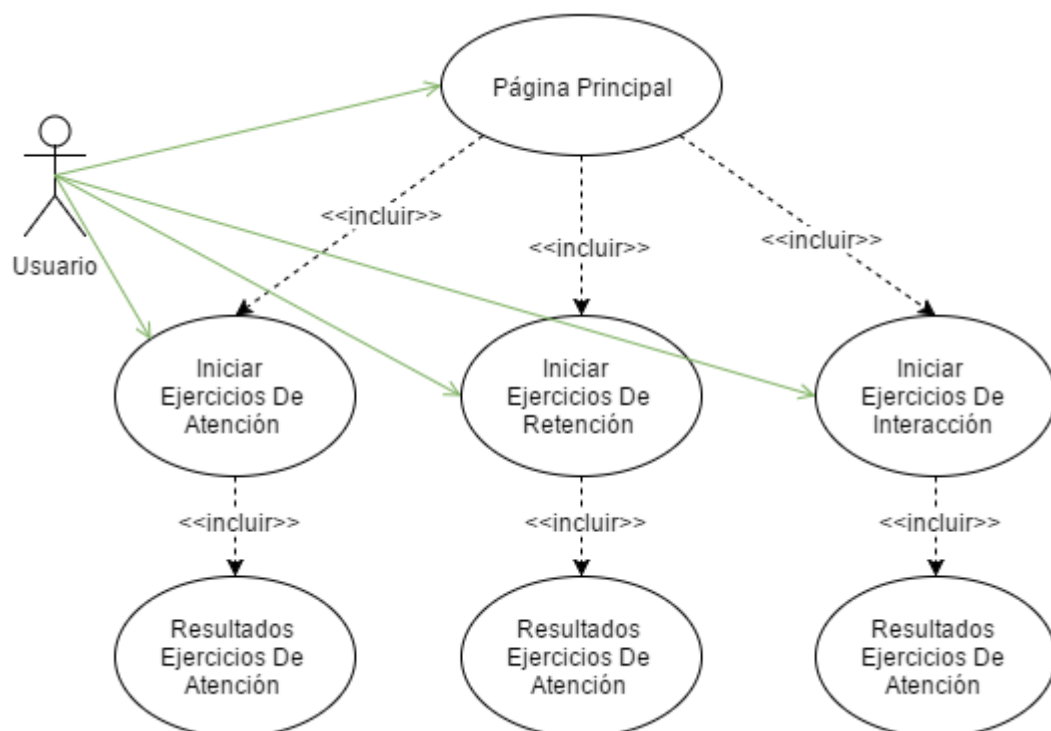 Página Principal
Usuario
<<incluir>>
<<incluir>>
<<incluir>>
Iniciar
Ejercicios De
Atención
Iniciar
Ejercicios De
Retención
Iniciar
Ejercicios De
Interacción
<<incluir>>
<<incluir>>
<<incluir>>
Resultados
Ejercicios De
Atención
Resultados
Ejercicios De
Atención
Resultados
Ejercicios De
Atención